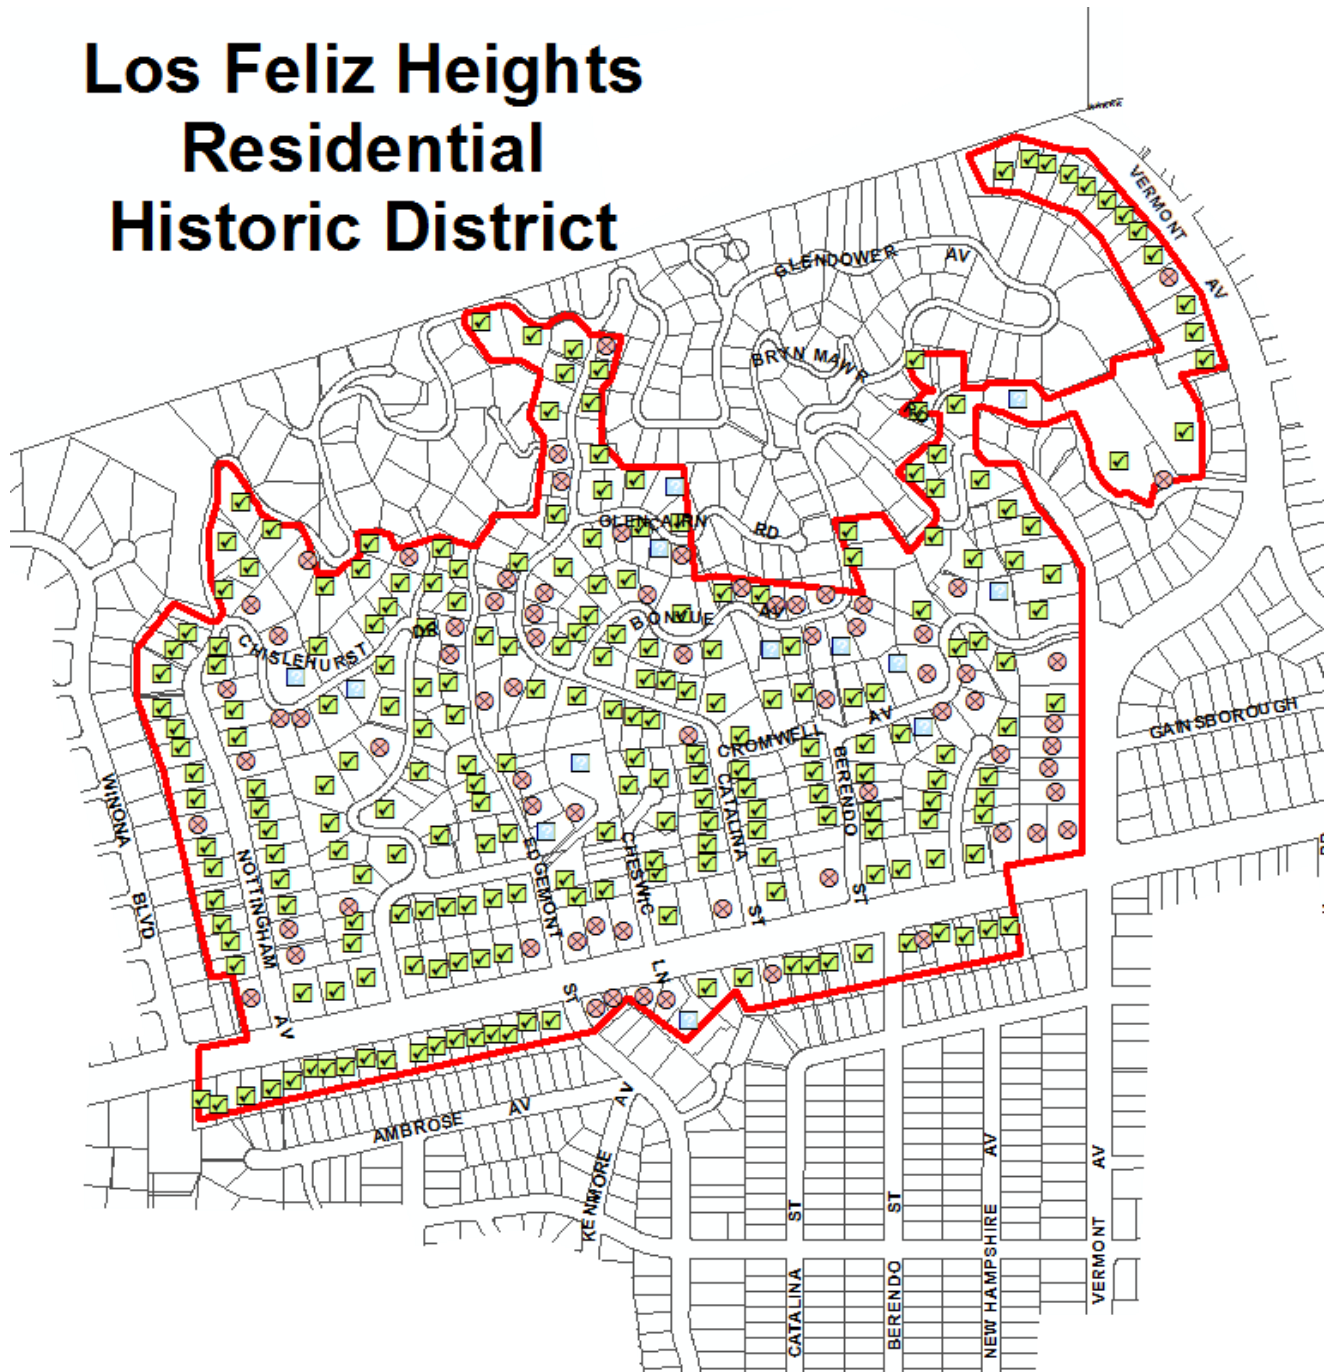 Los Feliz Heights
Residential
Historic District
VERMONT
AV
GLENDOWER
AV
BRYN MAWR
RD
GLENCAIRN
RD
BONVUE
AV
CHISLEHURST
DR
GAINSBOROUGH
CROMWELL
AV
WINONA
BLVD
NOTTINGHAM
AV
EDGEMONT
ST
CHESWIC
LN
CATALINA
ST
BERENDO
ST
AMBROSE
AV
KENMORE
AV
CATALINA
ST
BERENDO
ST
NEW HAMPSHIRE
AV
VERMONT
AV